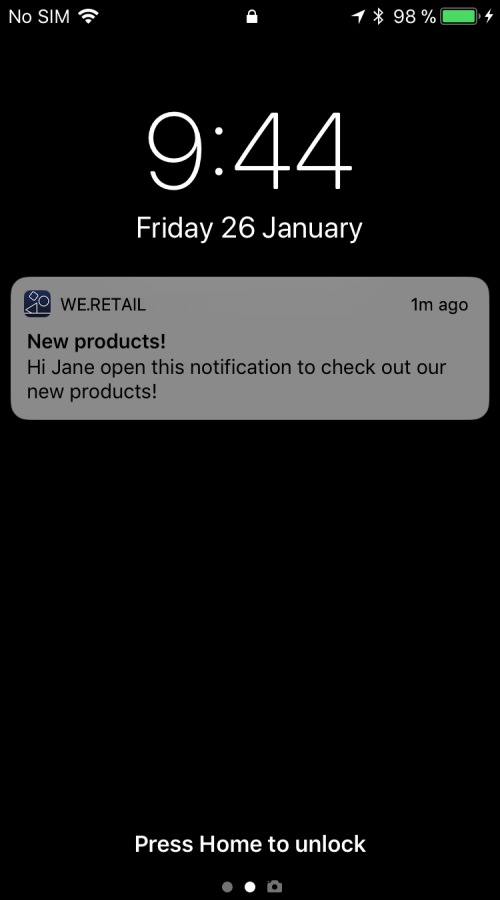 No SIM 98 %
9:44
Friday 26 January
WE.RETAIL 1m ago
New products!
Hi Jane open this notification to check out our
new products!
Press Home to unlock